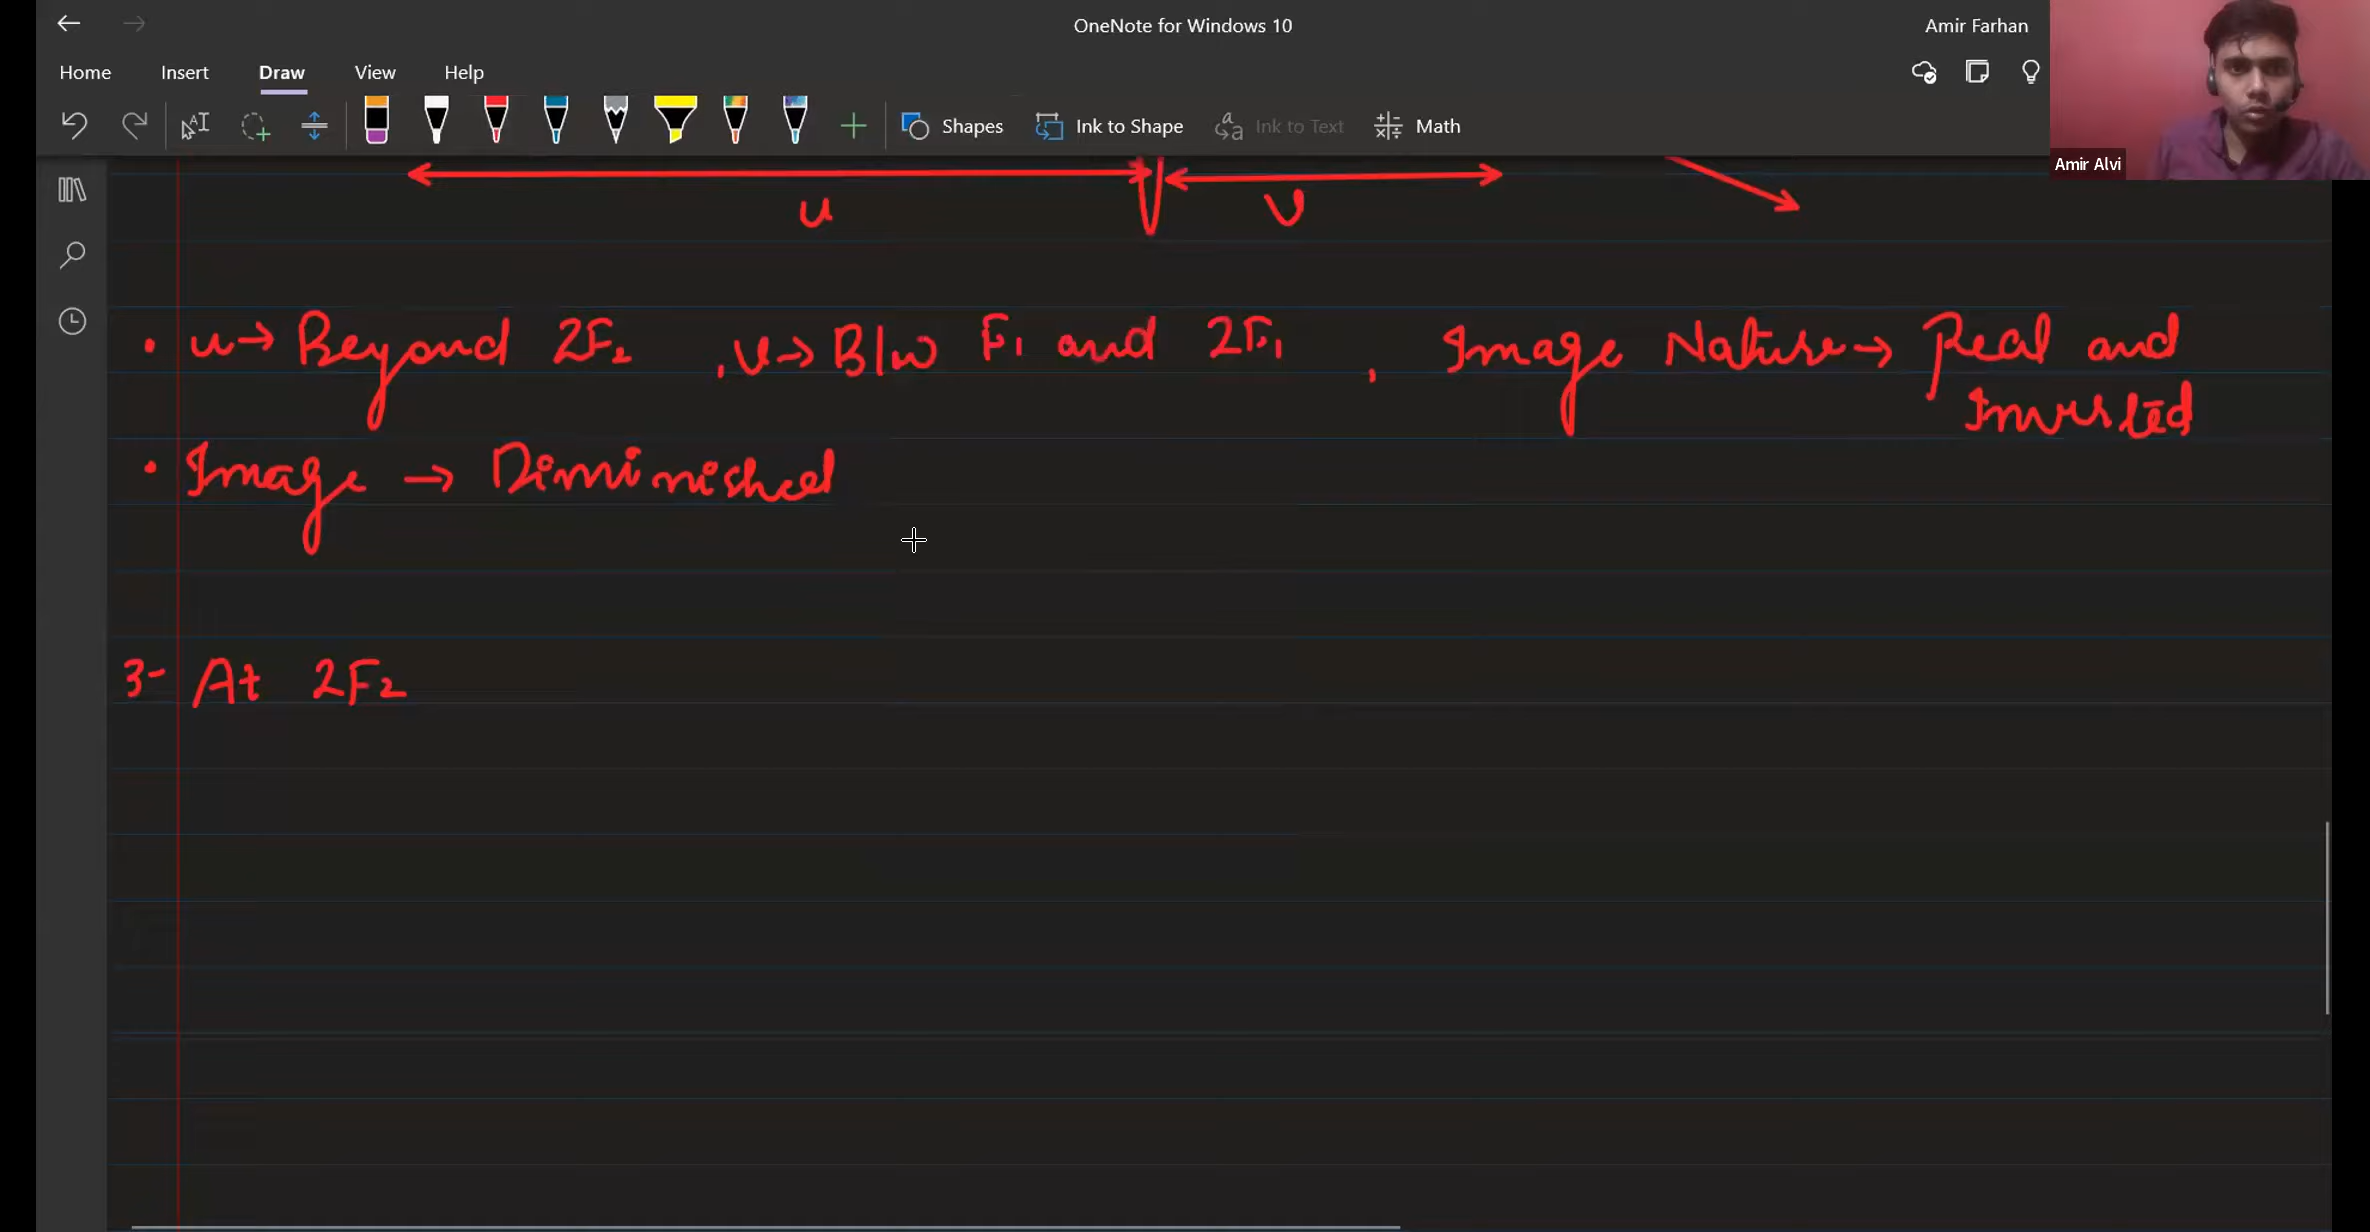 OneNote for Windows 10
Amir Farhan
Home Insert Draw View Help
Shapes Ink to Shape Ink to Text Math
Amir Alvi
u v
• u→ Beyond 2F₂ , v→ B/w F₁ and 2F₁ , Image Nature→ Real and
Inverted
• Image → Diminished
3- At 2F₂